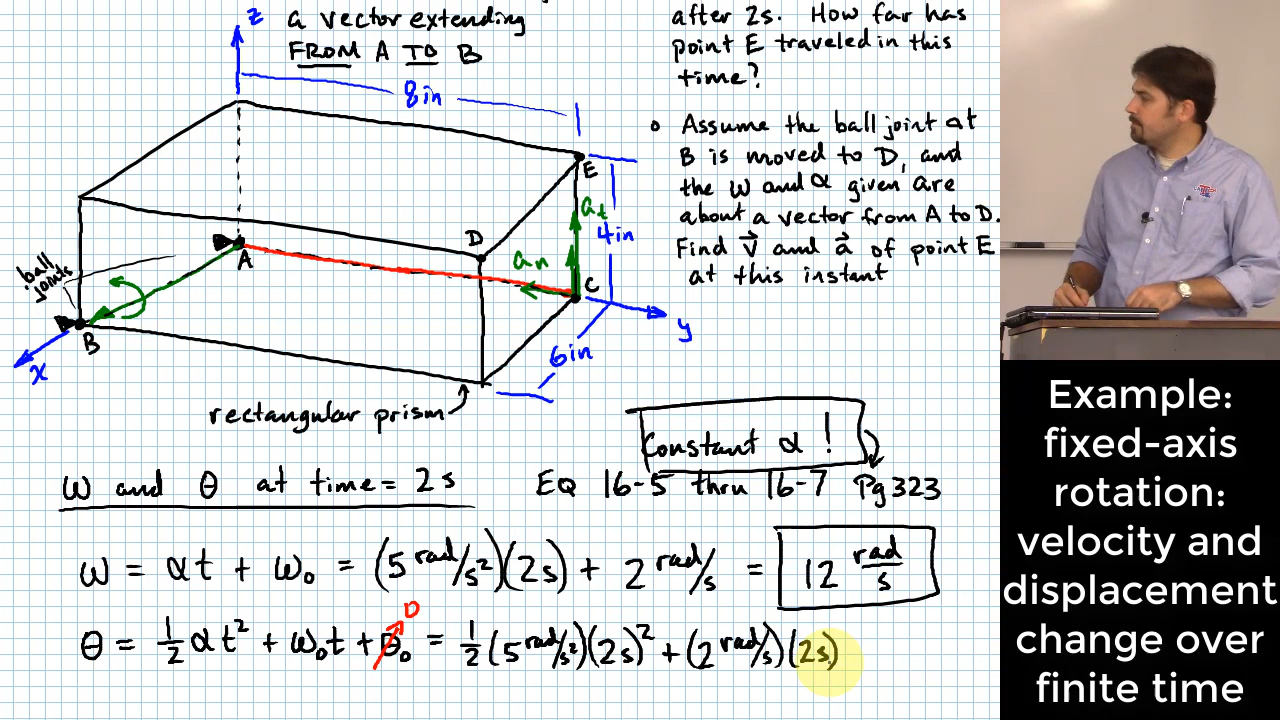 a vector extending
FROM A TO B
after 2s. How far has
point E traveled in this
time?
• Assume the ball joint at
B is moved to D, and
the ω and α given are
about a vector from A to D.
Find v⃗ and a⃗ of point E
at this instant
z
8in
E
a_t
4in
D
a_n
A
C
ball
joints
B
y
x
6in
rectangular prism
Constant α !
ω and θ at time = 2s
EQ 16-5 thru 16-7 Pg 323
ω = αt + ω₀ = (5 rad/s²)(2s) + 2 rad/s = 12 rad/s
θ = 1/2 αt² + ω₀t + θ₀ 0 = 1/2 (5 rad/s²)(2s)² + (2 rad/s)(2s)
Example:
fixed-axis
rotation:
velocity and
displacement
change over
finite time